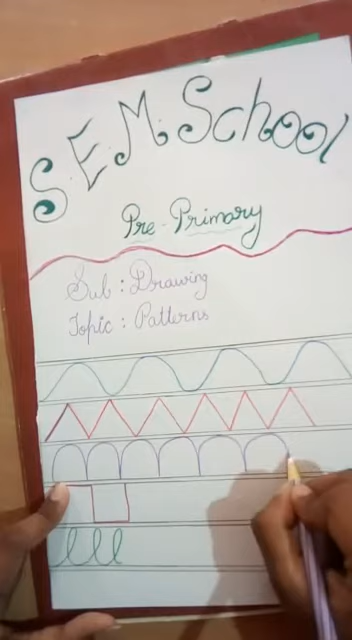 S.E.M. School
Pre-Primary
Sub : Drawing
Topic : Patterns